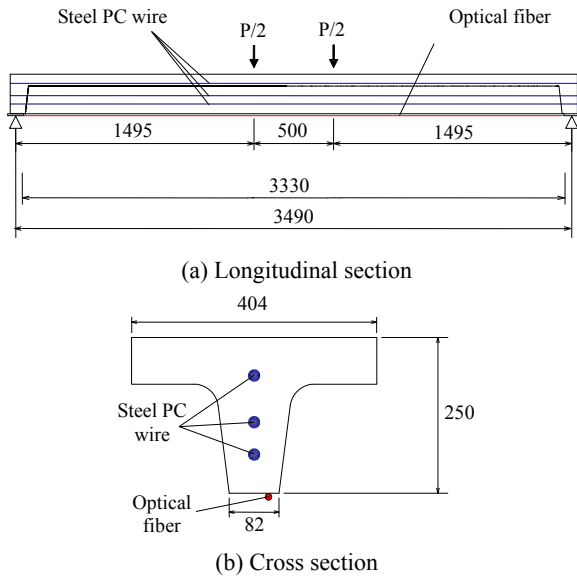 Steel PC wire
P/2
P/2
Optical fiber
1495
500
1495
3330
3490
(a) Longitudinal section
404
Steel PC
wire
250
Optical
fiber
82
(b) Cross section